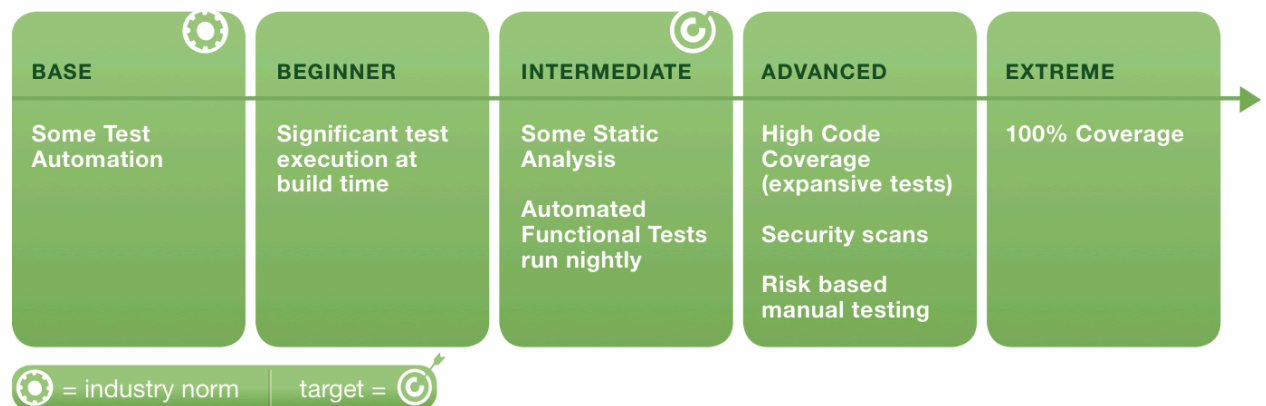 BASE
Some Test
Automation
BEGINNER
Significant test
execution at
build time
INTERMEDIATE
Some Static
Analysis
Automated
Functional Tests
run nightly
ADVANCED
High Code
Coverage
(expansive tests)
Security scans
Risk based
manual testing
EXTREME
100% Coverage
= industry norm
target =